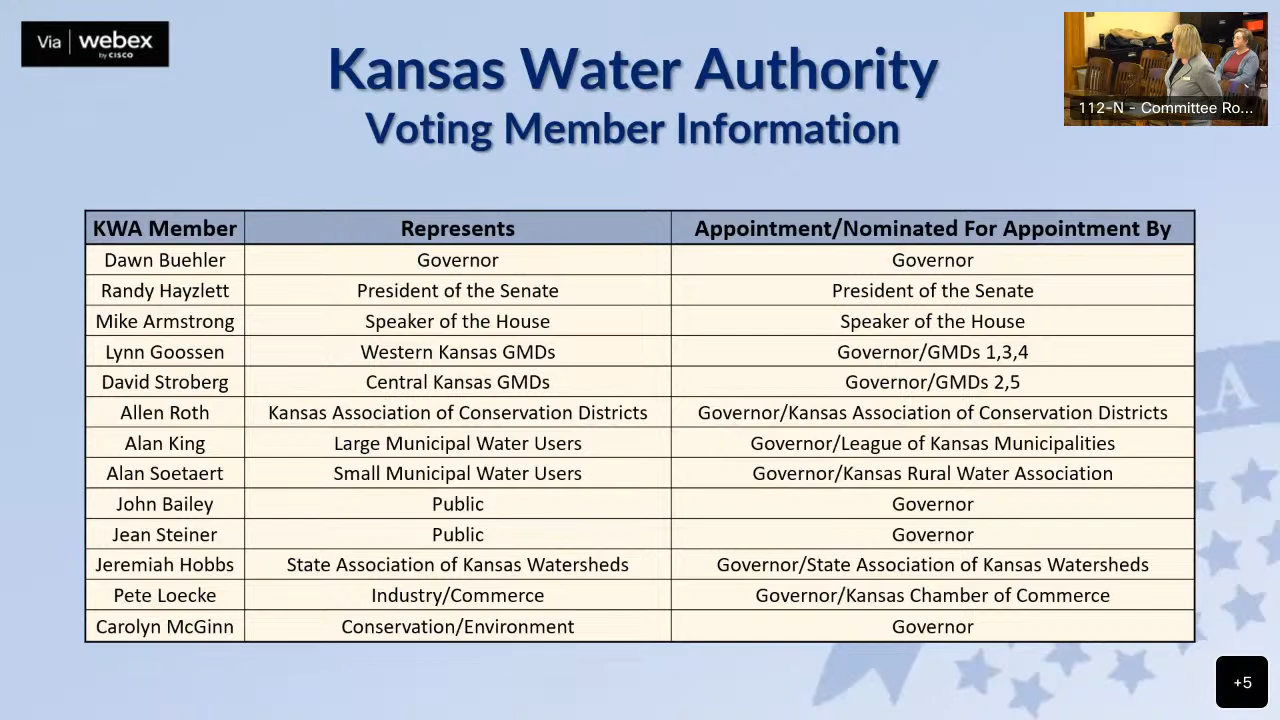 Via | webex
by CISCO
Kansas Water Authority
Voting Member Information
112-N - Committee Ro...
KWA Member Represents Appointment/Nominated For Appointment By
Dawn Buehler Governor Governor
Randy Hayzlett President of the Senate President of the Senate
Mike Armstrong Speaker of the House Speaker of the House
Lynn Goossen Western Kansas GMDs Governor/GMDs 1,3,4
David Stroberg Central Kansas GMDs Governor/GMDs 2,5
Allen Roth Kansas Association of Conservation Districts Governor/Kansas Association of Conservation Districts
Alan King Large Municipal Water Users Governor/League of Kansas Municipalities
Alan Soetaert Small Municipal Water Users Governor/Kansas Rural Water Association
John Bailey Public Governor
Jean Steiner Public Governor
Jeremiah Hobbs State Association of Kansas Watersheds Governor/State Association of Kansas Watersheds
Pete Loecke Industry/Commerce Governor/Kansas Chamber of Commerce
Carolyn McGinn Conservation/Environment Governor
+5